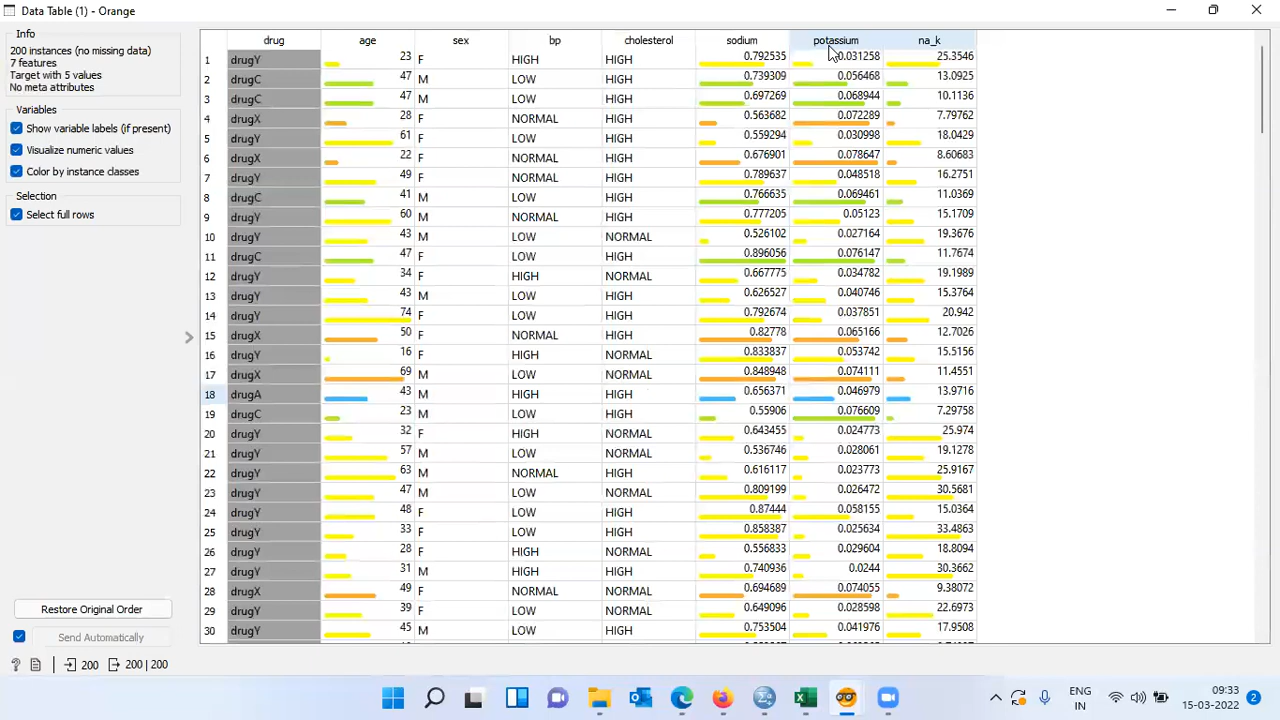 Data Table (1) - Orange
Info
200 instances (no missing data)
7 features
Target with 5 values
No meta attributes
Variables
Show variable labels (if present)
Visualize numeric values
Color by instance classes
Selection
Select full rows
drug age sex bp cholesterol sodium potassium na_k
1 drugY 23 F HIGH HIGH 0.792535 0.031258 25.3546
2 drugC 47 M LOW HIGH 0.739309 0.056468 13.0925
3 drugC 47 M LOW HIGH 0.697269 0.068944 10.1136
4 drugX 28 F NORMAL HIGH 0.563682 0.072289 7.79762
5 drugY 61 F LOW HIGH 0.559294 0.030998 18.0429
6 drugX 22 F NORMAL HIGH 0.676901 0.078647 8.60683
7 drugY 49 F NORMAL HIGH 0.789637 0.048518 16.2751
8 drugC 41 M LOW HIGH 0.766635 0.069461 11.0369
9 drugY 60 M NORMAL HIGH 0.777205 0.05123 15.1709
10 drugY 43 M LOW NORMAL 0.526102 0.027164 19.3676
11 drugC 47 F LOW HIGH 0.896056 0.076147 11.7674
12 drugY 34 F HIGH NORMAL 0.667775 0.034782 19.1989
13 drugY 43 M LOW HIGH 0.626527 0.040746 15.3764
14 drugY 74 F LOW HIGH 0.792674 0.037851 20.942
15 drugX 50 F NORMAL HIGH 0.82778 0.065166 12.7026
16 drugY 16 F HIGH NORMAL 0.833837 0.053742 15.5156
17 drugX 69 M LOW NORMAL 0.848948 0.074111 11.4551
18 drugA 43 M HIGH HIGH 0.656371 0.046979 13.9716
19 drugC 23 M LOW HIGH 0.55906 0.076609 7.29758
20 drugY 32 F HIGH NORMAL 0.643455 0.024773 25.974
21 drugY 57 M LOW NORMAL 0.536746 0.028061 19.1278
22 drugY 63 M NORMAL HIGH 0.616117 0.023773 25.9167
23 drugY 47 M LOW NORMAL 0.809199 0.026472 30.5681
24 drugY 48 F LOW HIGH 0.87444 0.058155 15.0364
25 drugY 33 F LOW HIGH 0.858387 0.025634 33.4863
26 drugY 28 F HIGH NORMAL 0.556833 0.029604 18.8094
27 drugY 31 M HIGH HIGH 0.740936 0.0244 30.3662
28 drugX 49 F NORMAL NORMAL 0.694689 0.074055 9.38072
29 drugY 39 F LOW NORMAL 0.649096 0.028598 22.6973
30 drugY 45 M LOW HIGH 0.753504 0.041976 17.9508
Restore Original Order
Send Automatically
? 200 200 | 200
ENG
IN
09:33
15-03-2022
2